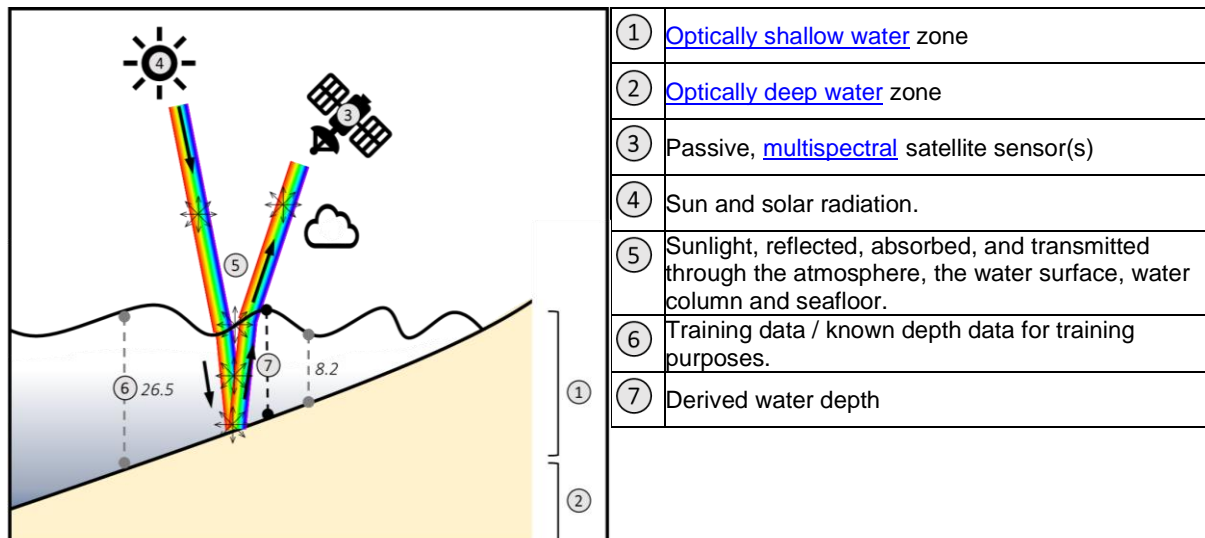 4
3
5
7
6 26.5
8.2
1
2
1 Optically shallow water zone
2 Optically deep water zone
3 Passive, multispectral satellite sensor(s)
4 Sun and solar radiation.
5 Sunlight, reflected, absorbed, and transmitted
through the atmosphere, the water surface, water
column and seafloor.
6 Training data / known depth data for training
purposes.
7 Derived water depth